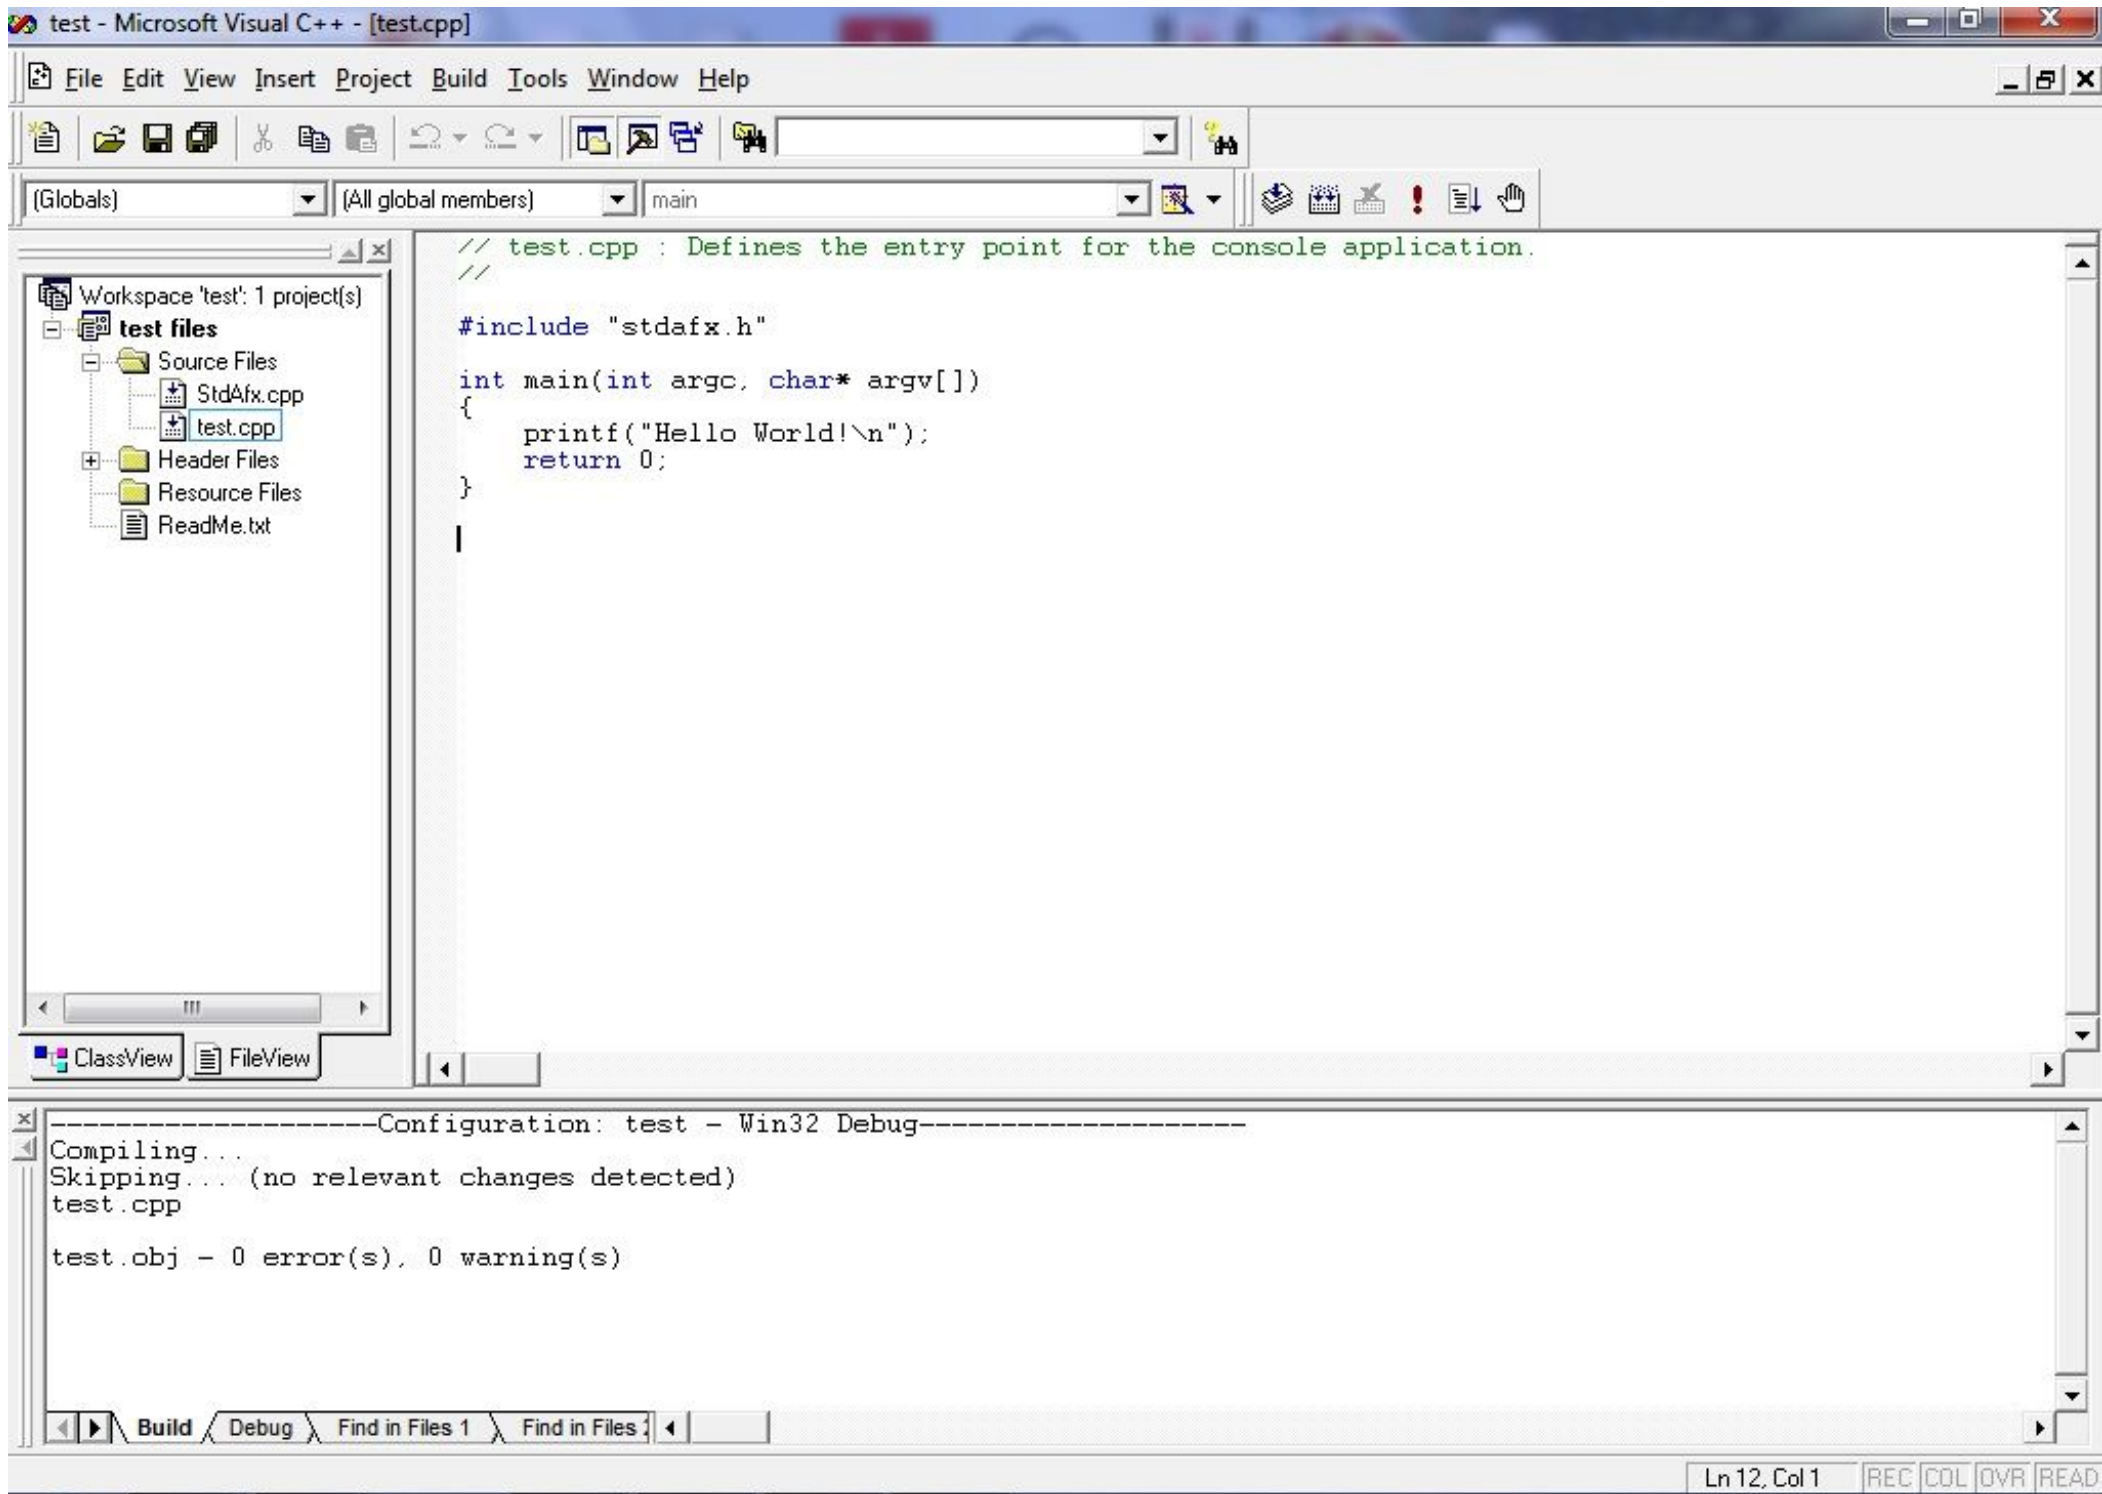 test - Microsoft Visual C++ - [test.cpp]
File Edit View Insert Project Build Tools Window Help
(Globals) (All global members) main
Workspace 'test': 1 project(s)
test files
Source Files
StdAfx.cpp
test.cpp
Header Files
Resource Files
ReadMe.txt
ClassView FileView
// test.cpp : Defines the entry point for the console application.
//
#include "stdafx.h"
int main(int argc, char* argv[])
{
printf("Hello World!\n");
return 0;
}
--------------------Configuration: test - Win32 Debug--------------------
Compiling...
Skipping... (no relevant changes detected)
test.cpp
test.obj - 0 error(s), 0 warning(s)
Build Debug Find in Files 1 Find in Files
Ln 12, Col 1 REC COL OVR READ